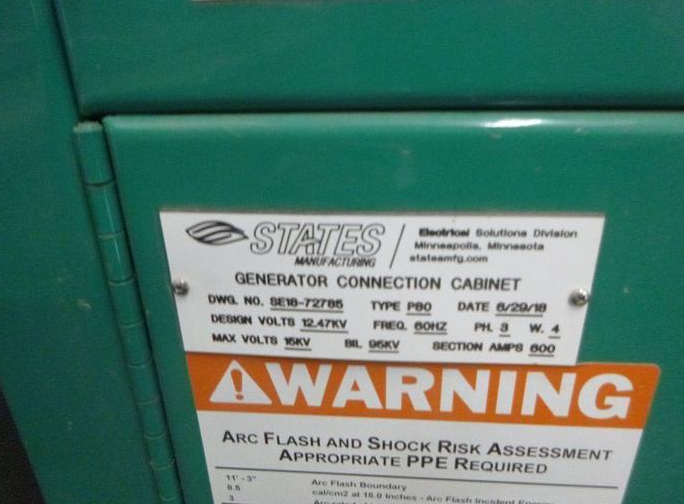 STATES
MANUFACTURING
Electrical Solutions Division
Minneapolis, Minnesota
statesmfg.com
GENERATOR CONNECTION CABINET
DWG. NO. SE18-72785 TYPE P80 DATE 6/29/18
DESIGN VOLTS 12.47KV FREQ. 60HZ PH. 3 W. 4
MAX VOLTS 15KV BIL 95KV SECTION AMPS 600
WARNING
ARC FLASH AND SHOCK RISK ASSESSMENT
APPROPRIATE PPE REQUIRED
11' - 3" Arc Flash Boundary
8.5 cal/cm2 at 18.0 inches - Arc Flash Incident Energy
3